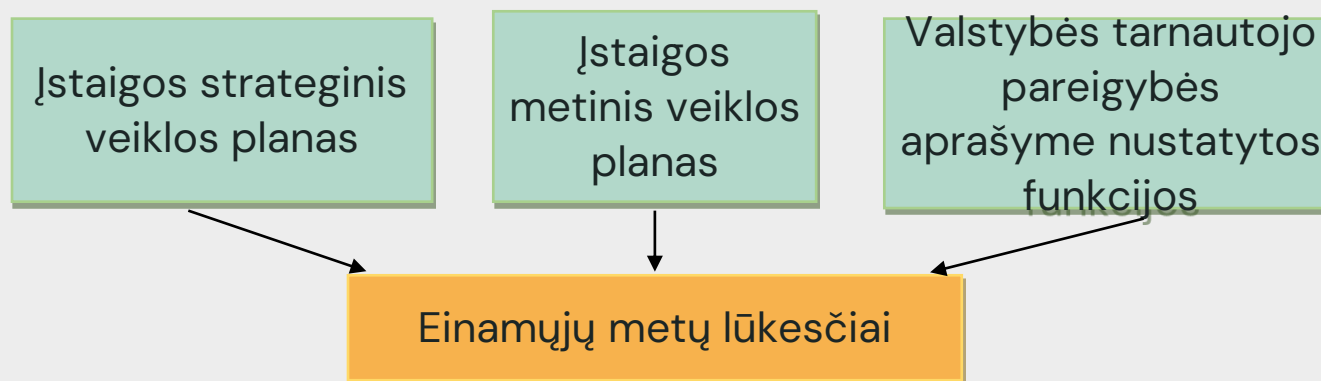 Įstaigos strateginis
veiklos planas
Įstaigos
metinis veiklos
planas
Valstybės tarnautojo
pareigybės
aprašyme nustatytos
funkcijos
Einamųjų metų lūkesčiai